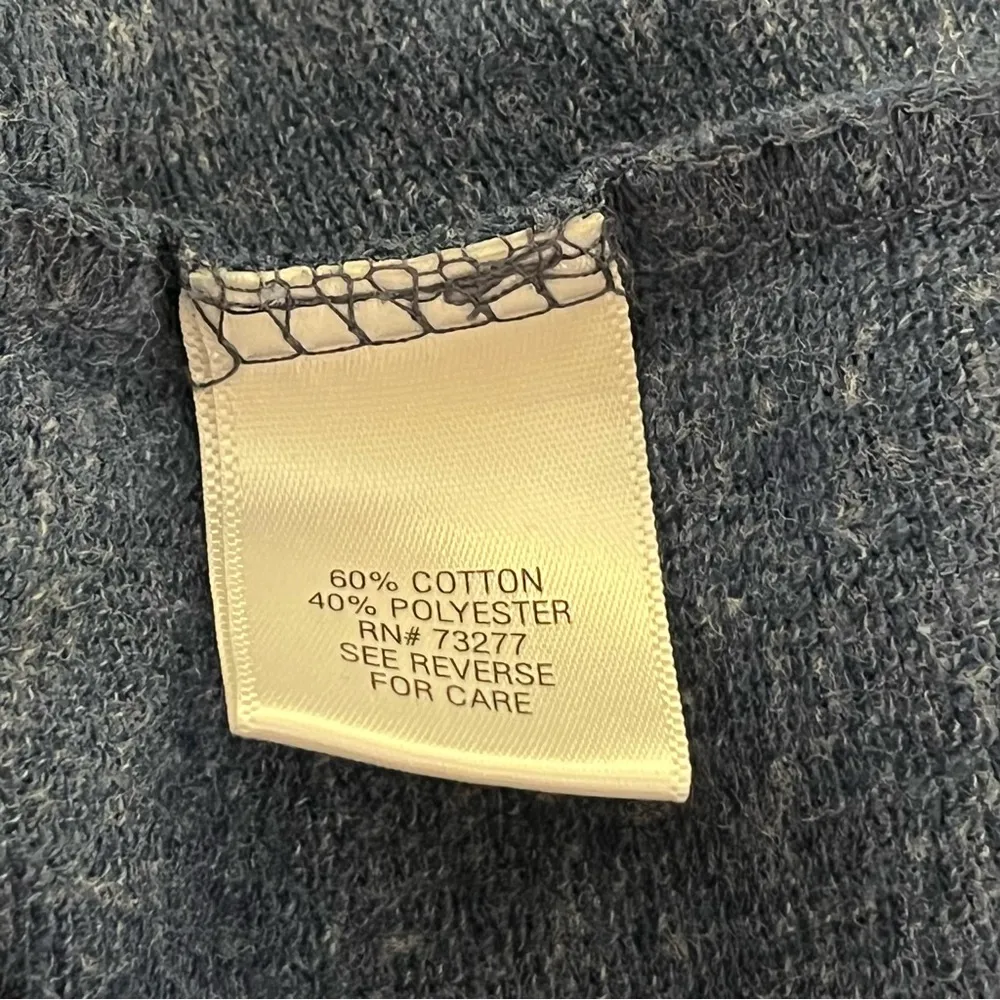 60% COTTON
40% POLYESTER
RN# 73277
SEE REVERSE
FOR CARE